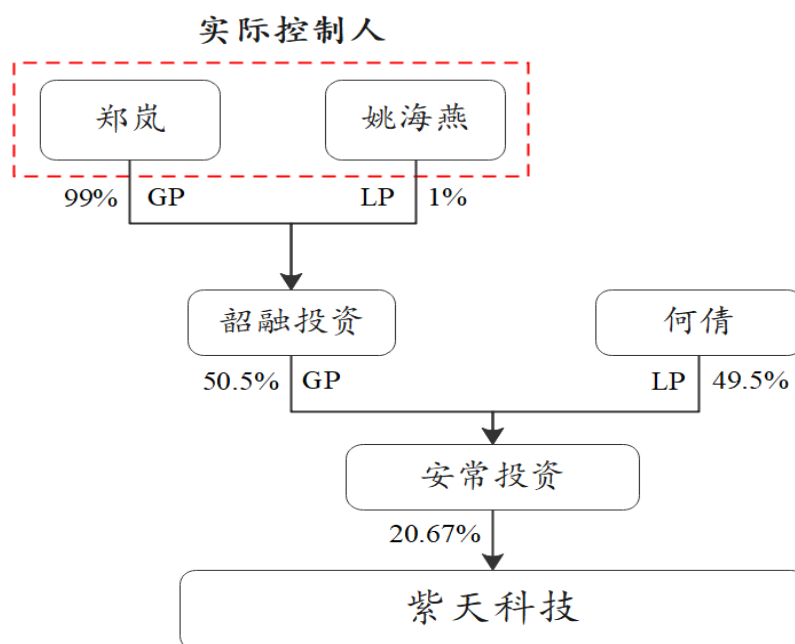 实际控制人
郑岚 姚海燕
99% GP LP 1%
韶融投资 何倩
50.5% GP LP 49.5%
安常投资
20.67%
紫天科技